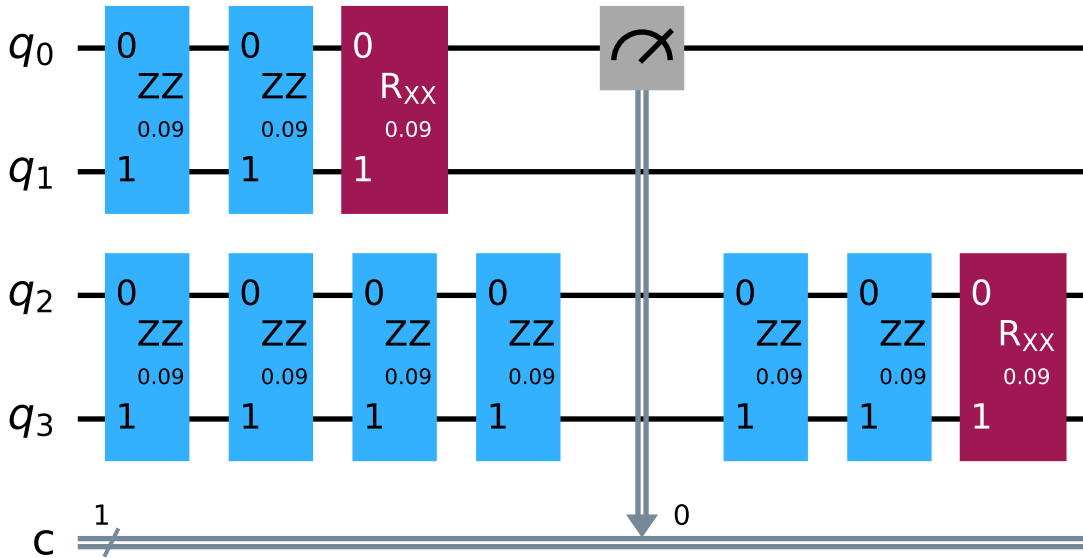 q0 0 0 0
ZZ ZZ RXX
0.09 0.09 0.09
q1 1 1 1
q2 0 0 0 0 0 0 0
ZZ ZZ ZZ ZZ ZZ ZZ RXX
0.09 0.09 0.09 0.09 0.09 0.09 0.09
q3 1 1 1 1 1 1 1
1 0
c